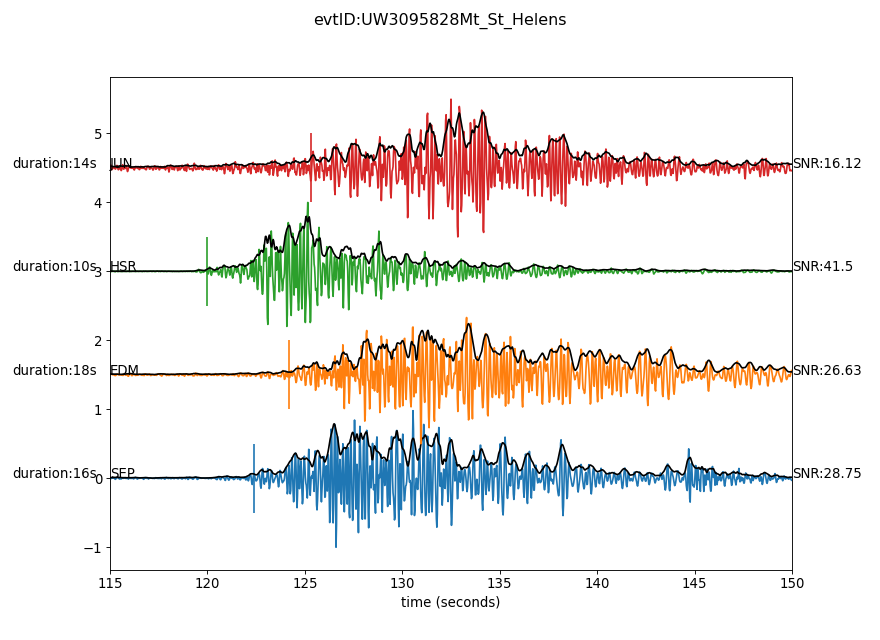 evtID:UW3095828Mt_St_Helens
5
duration:14s JUN SNR:16.12
4
duration:10s HSR SNR:41.5
3
2
duration:18s EDM SNR:26.63
1
duration:16s SEP SNR:28.75
0
−1
115 120 125 130 135 140 145 150
time (seconds)